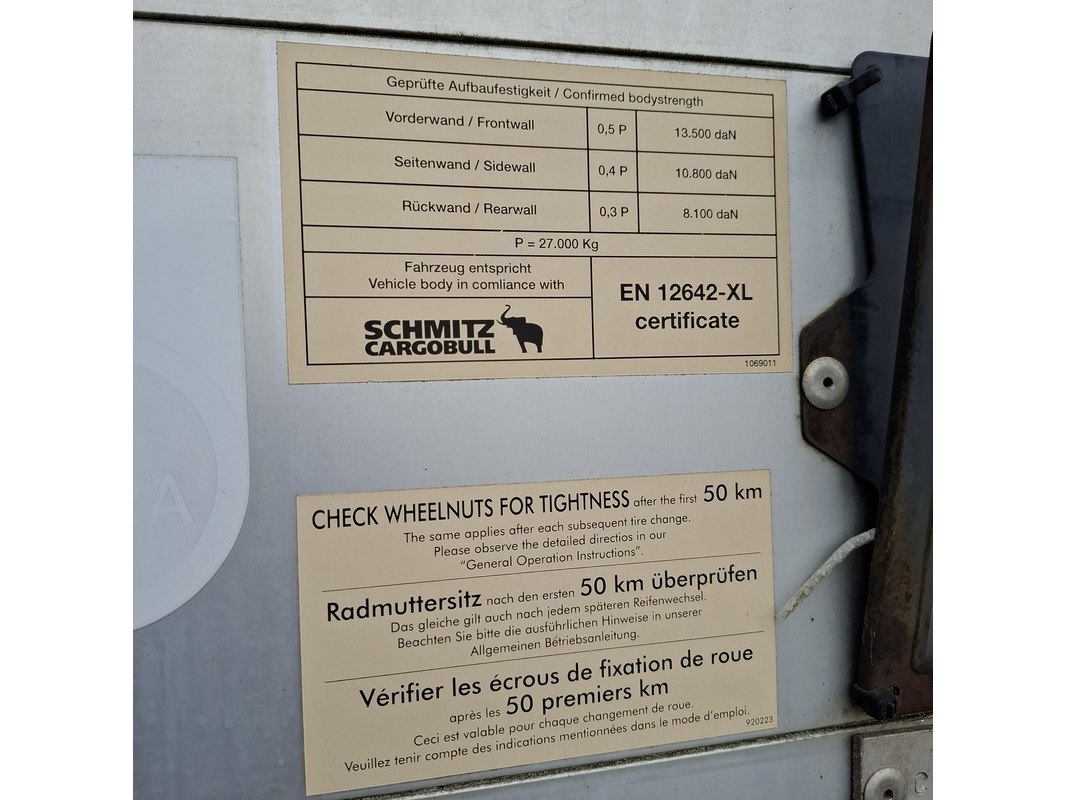 Geprüfte Aufbaufestigkeit / Confirmed bodystrength
Vorderwand / Frontwall 0,5 P 13.500 daN
Seitenwand / Sidewall 0,4 P 10.800 daN
Rückwand / Rearwall 0,3 P 8.100 daN
P = 27.000 Kg
Fahrzeug entspricht
Vehicle body in comliance with
SCHMITZ
CARGOBULL
EN 12642-XL
certificate
1069011
CHECK WHEELNUTS FOR TIGHTNESS after the first 50 km
The same applies after each subsequent tire change.
Please observe the detailed directios in our
“General Operation Instructions”.
Radmuttersitz nach den ersten 50 km überprüfen
Das gleiche gilt auch nach jedem späteren Reifenwechsel.
Beachten Sie bitte die ausführlichen Hinweise in unserer
Allgemeinen Betriebsanleitung.
Vérifier les écrous de fixation de roue
après les 50 premiers km
Ceci est valable pour chaque changement de roue.
Veuillez tenir compte des indications mentionnées dans le mode d’emploi.
920223